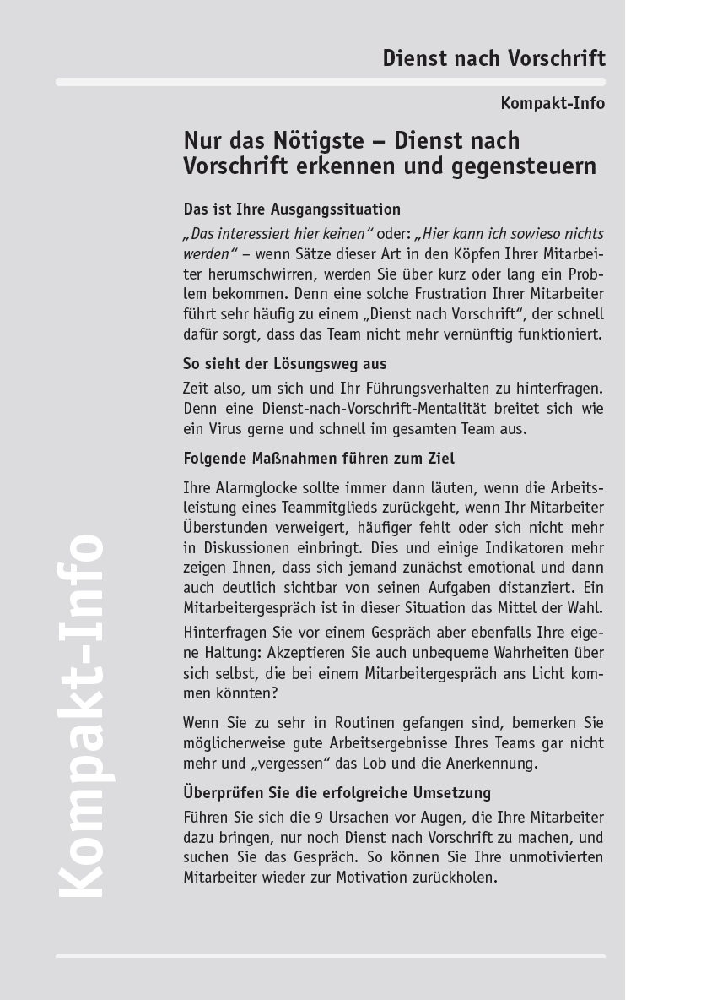 Dienst nach Vorschrift
Kompakt-Info
Nur das Nötigste – Dienst nach
Vorschrift erkennen und gegensteuern
Das ist Ihre Ausgangssituation
„Das interessiert hier keinen“ oder: „Hier kann ich sowieso nichts
werden“ – wenn Sätze dieser Art in den Köpfen Ihrer Mitarbei-
ter herumschwirren, werden Sie über kurz oder lang ein Prob-
lem bekommen. Denn eine solche Frustration Ihrer Mitarbeiter
führt sehr häufig zu einem „Dienst nach Vorschrift“, der schnell
dafür sorgt, dass das Team nicht mehr vernünftig funktioniert.
So sieht der Lösungsweg aus
Zeit also, um sich und Ihr Führungsverhalten zu hinterfragen.
Denn eine Dienst-nach-Vorschrift-Mentalität breitet sich wie
ein Virus gerne und schnell im gesamten Team aus.
Folgende Maßnahmen führen zum Ziel
Ihre Alarmglocke sollte immer dann läuten, wenn die Arbeits-
leistung eines Teammitglieds zurückgeht, wenn Ihr Mitarbeiter
Überstunden verweigert, häufiger fehlt oder sich nicht mehr
in Diskussionen einbringt. Dies und einige Indikatoren mehr
zeigen Ihnen, dass sich jemand zunächst emotional und dann
auch deutlich sichtbar von seinen Aufgaben distanziert. Ein
Mitarbeitergespräch ist in dieser Situation das Mittel der Wahl.
Hinterfragen Sie vor einem Gespräch aber ebenfalls Ihre eige-
ne Haltung: Akzeptieren Sie auch unbequeme Wahrheiten über
sich selbst, die bei einem Mitarbeitergespräch ans Licht kom-
men könnten?
Wenn Sie zu sehr in Routinen gefangen sind, bemerken Sie
möglicherweise gute Arbeitsergebnisse Ihres Teams gar nicht
mehr und „vergessen“ das Lob und die Anerkennung.
Überprüfen Sie die erfolgreiche Umsetzung
Führen Sie sich die 9 Ursachen vor Augen, die Ihre Mitarbeiter
dazu bringen, nur noch Dienst nach Vorschrift zu machen, und
suchen Sie das Gespräch. So können Sie Ihre unmotivierten
Mitarbeiter wieder zur Motivation zurückholen.
Kompakt-Info